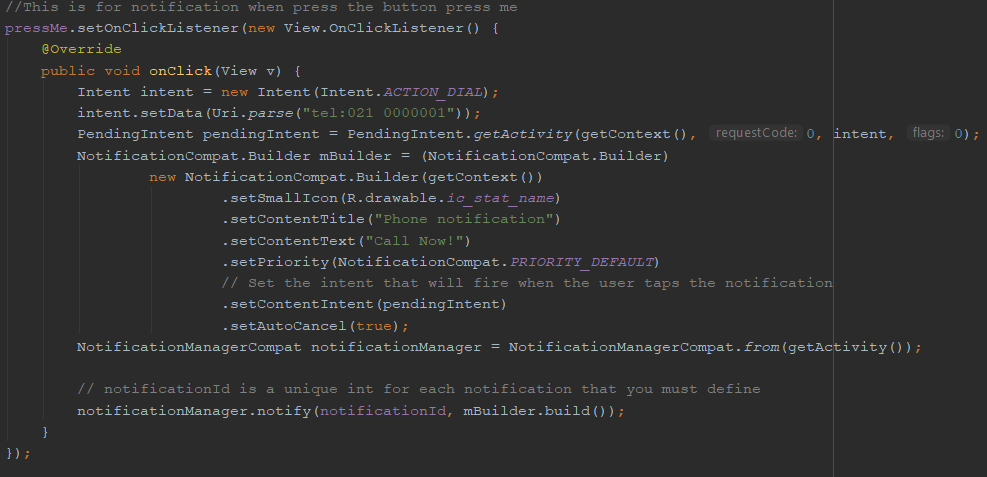 //This is for notification when press the button press me
pressMe.setOnClickListener(new View.OnClickListener() {
    @Override
    public void onClick(View v) {
        Intent intent = new Intent(Intent.ACTION_DIAL);
        intent.setData(Uri.parse("tel:021 0000001"));
        PendingIntent pendingIntent = PendingIntent.getActivity(getContext(), requestCode: 0, intent, flags: 0);
        NotificationCompat.Builder mBuilder = (NotificationCompat.Builder)
                new NotificationCompat.Builder(getContext())
                        .setSmallIcon(R.drawable.ic_stat_name)
                        .setContentTitle("Phone notification")
                        .setContentText("Call Now!")
                        .setPriority(NotificationCompat.PRIORITY_DEFAULT)
                        // Set the intent that will fire when the user taps the notification
                        .setContentIntent(pendingIntent)
                        .setAutoCancel(true);
        NotificationManagerCompat notificationManager = NotificationManagerCompat.from(getActivity());
        // notificationId is a unique int for each notification that you must define
        notificationManager.notify(notificationId, mBuilder.build());
    }
});